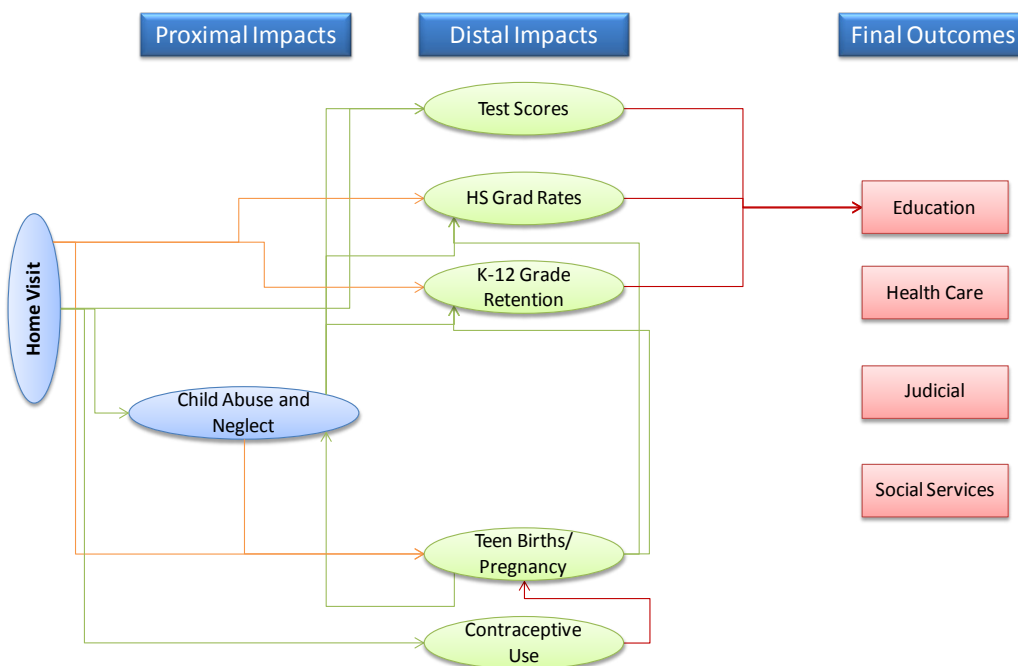 Proximal Impacts
Distal Impacts
Final Outcomes
Test Scores
HS Grad Rates
Education
K-12 Grade
Retention
Health Care
Home Visit
Child Abuse and
Neglect
Judicial
Social Services
Teen Births/
Pregnancy
Contraceptive
Use